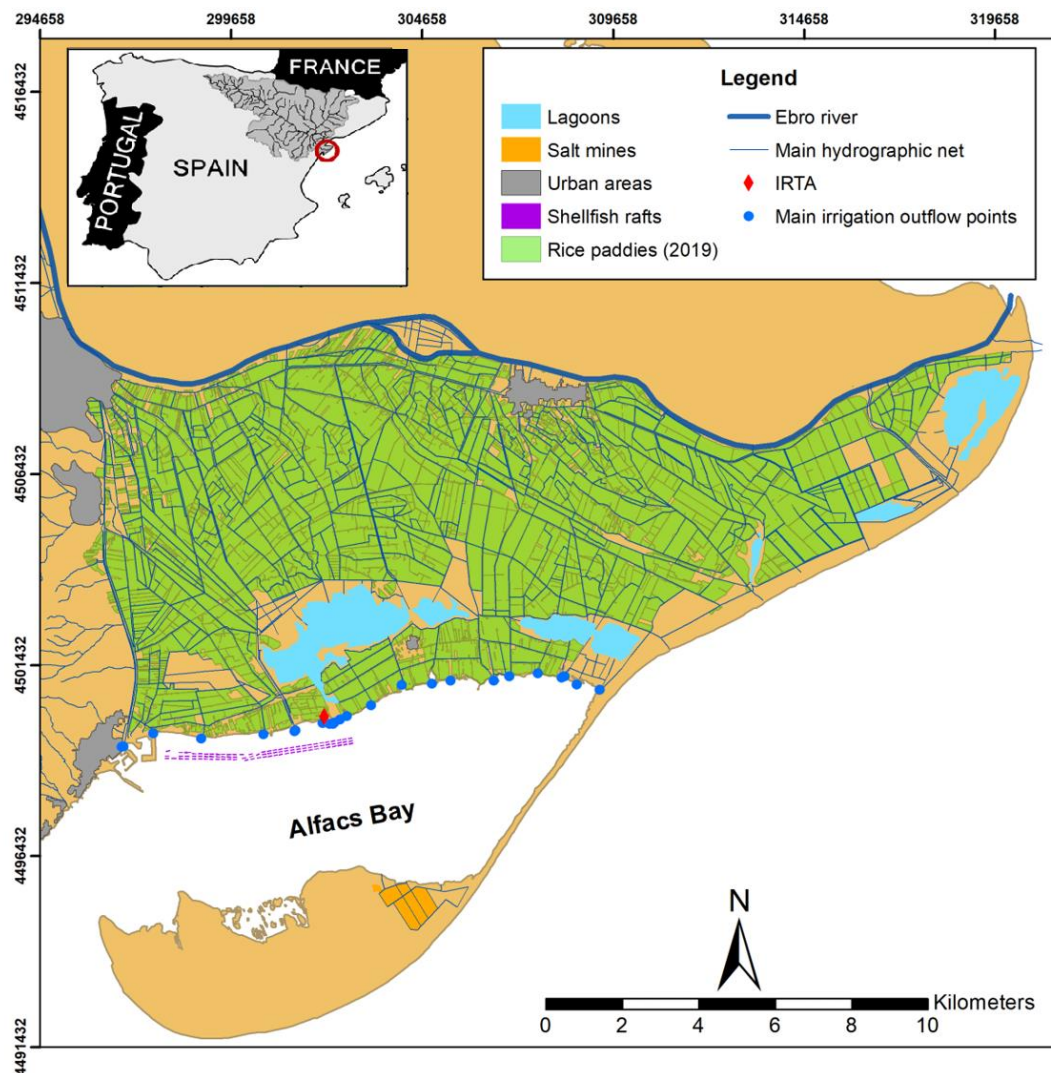 294658
299658
304658
309658
314658
319658
4516432
4511432
4506432
4501432
4496432
4491432
FRANCE
PORTUGAL
SPAIN
Legend
Lagoons
Salt mines
Urban areas
Shellfish rafts
Rice paddies (2019)
Ebro river
Main hydrographic net
IRTA
Main irrigation outflow points
Alfacs Bay
N
Kilometers
0 2 4 6 8 10